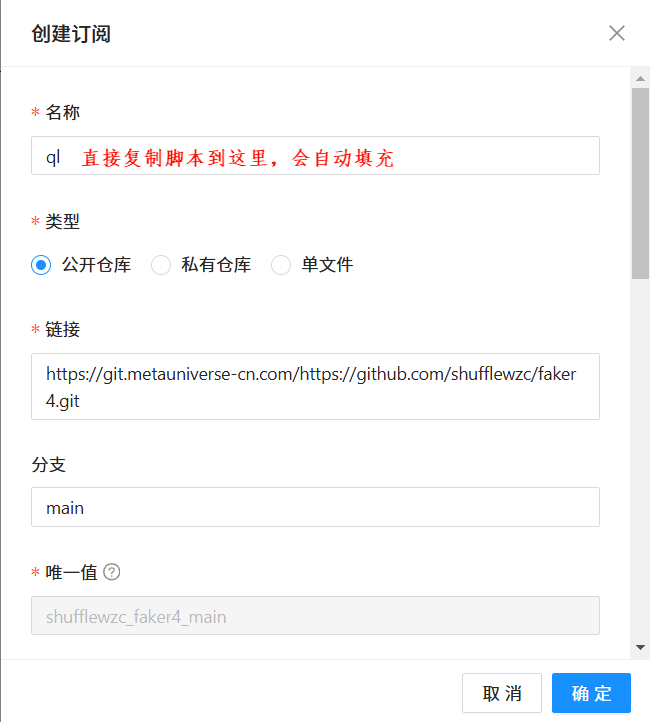 创建订阅
* 名称
ql 直接复制脚本到这里，会自动填充
* 类型
公开仓库 私有仓库 单文件
* 链接
https://git.metauniverse-cn.com/https://github.com/shufflewzc/faker
4.git
分支
main
* 唯一值 ?
shufflewzc_faker4_main
取 消 确 定